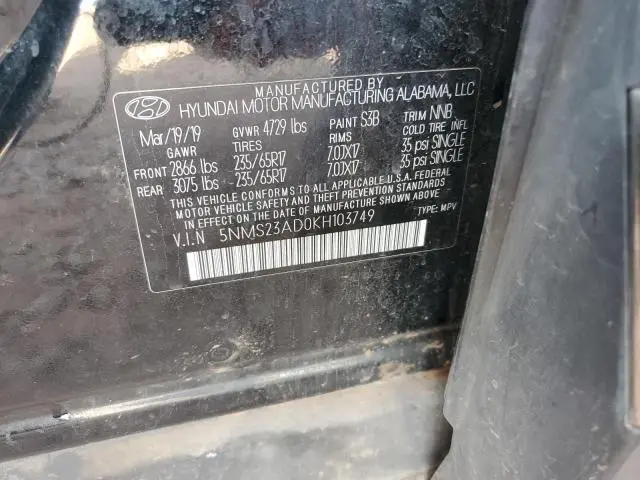 MANUFACTURED BY
HYUNDAI MOTOR MANUFACTURING ALABAMA, LLC
Mar/19/19 GVWR 4729 lbs PAINT S3B TRIM NNB
GAWR TIRES RIMS COLD TIRE INFL
FRONT 2866 lbs 235/65R17 7.0JX17 35 psi SINGLE
REAR 3075 lbs 235/65R17 7.0JX17 35 psi SINGLE
THIS VEHICLE CONFORMS TO ALL APPLICABLE U.S.A. FEDERAL
MOTOR VEHICLE SAFETY, BUMPER, AND THEFT PREVENTION
STANDARDS IN EFFECT ON THE DATE OF MANUFACTURE SHOWN ABOVE.
V.I.N 5NMS23AD0KH103749 TYPE: MPV